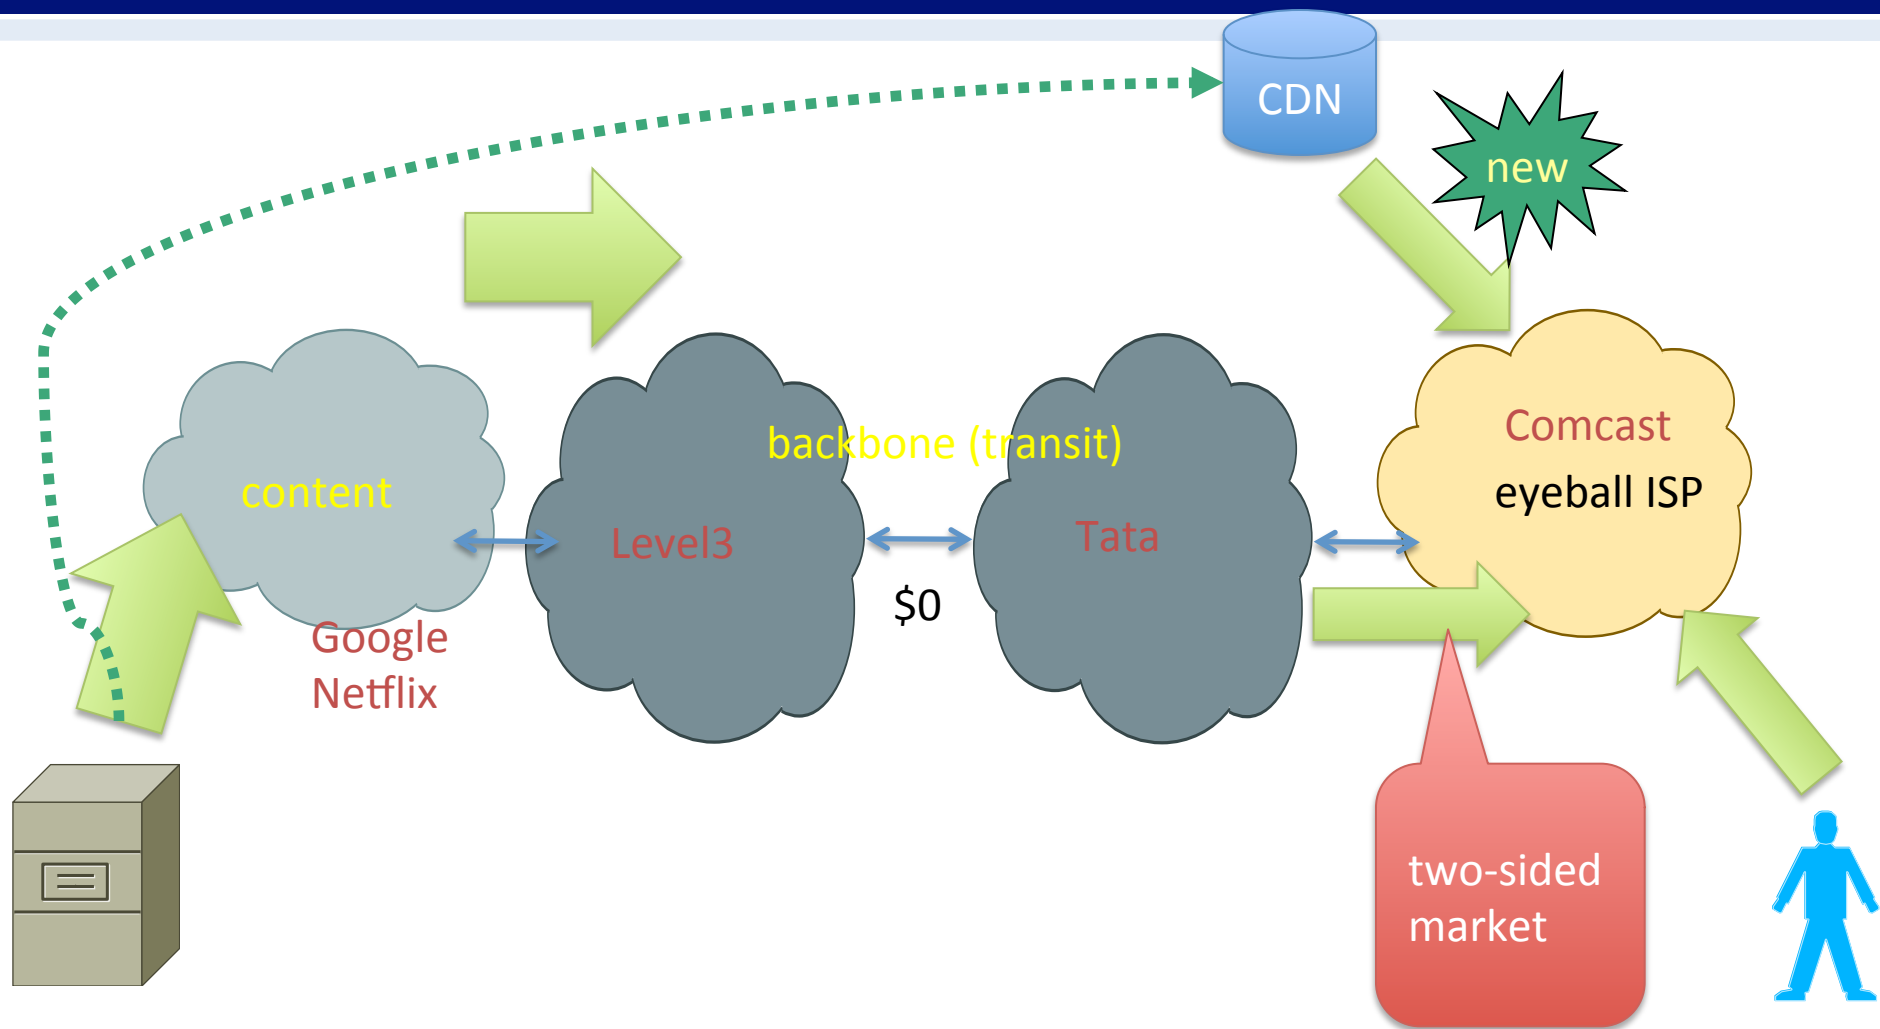 CDN
new
Comcast
eyeball ISP
backbone (transit)
content
Level3
Tata
$0
Google
Netflix
two-sided
market